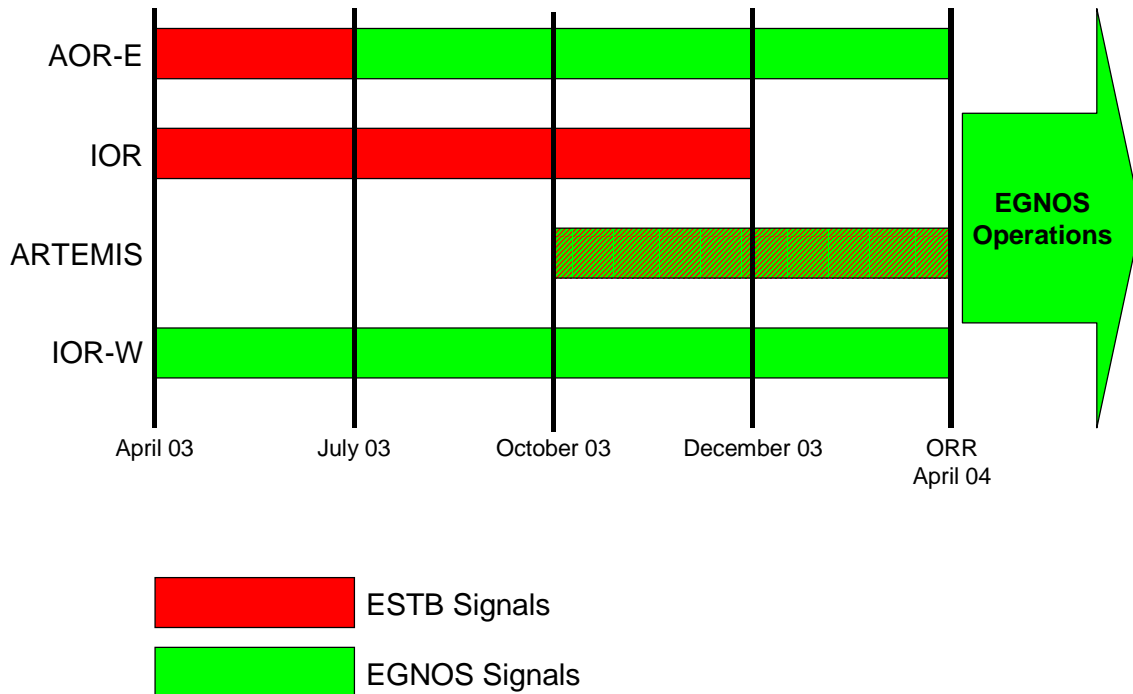 AOR-E
IOR
ARTEMIS
IOR-W
EGNOS
Operations
April 03
July 03
October 03
December 03
ORR
April 04
ESTB Signals
EGNOS Signals